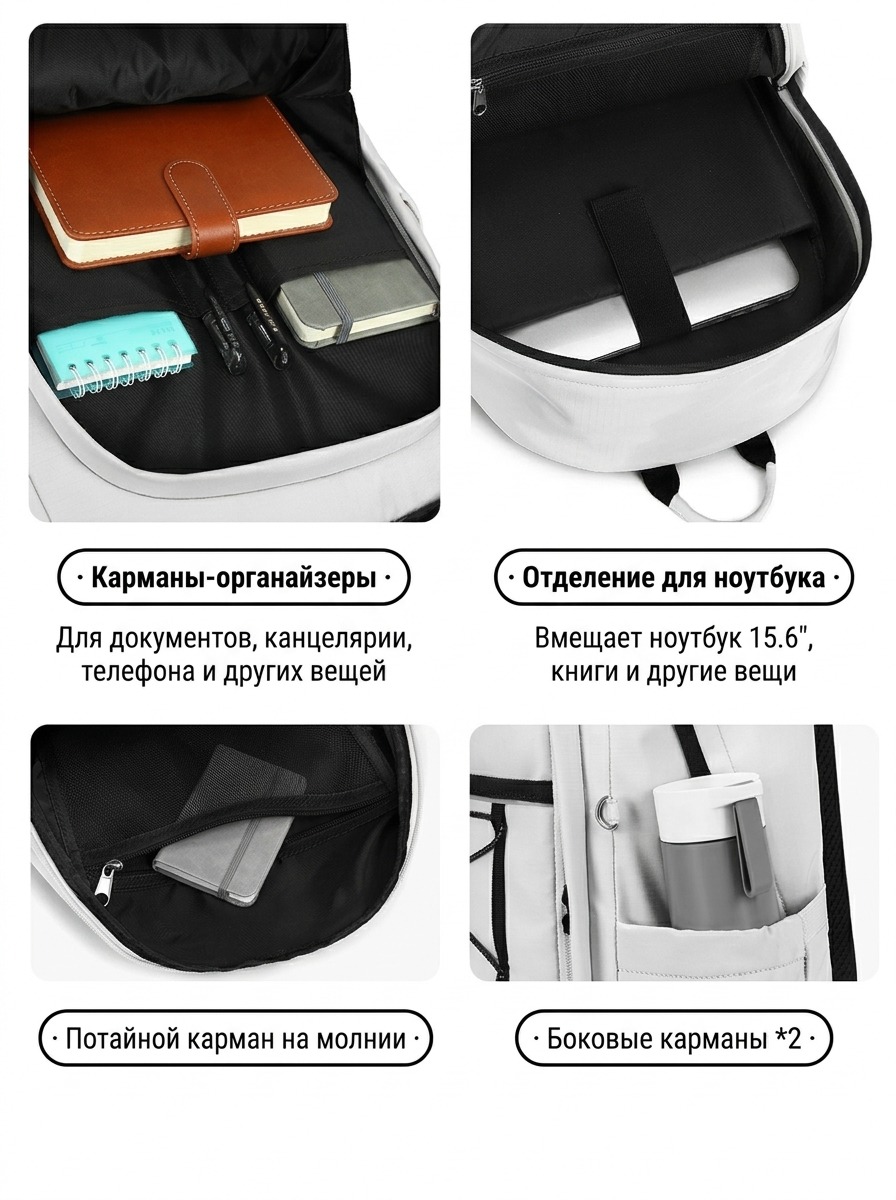 · Карманы-органайзеры ·
Для документов, канцелярии,
телефона и других вещей
· Отделение для ноутбука ·
Вмещает ноутбук 15.6",
книги и другие вещи
· Потайной карман на молнии ·
· Боковые карманы *2 ·